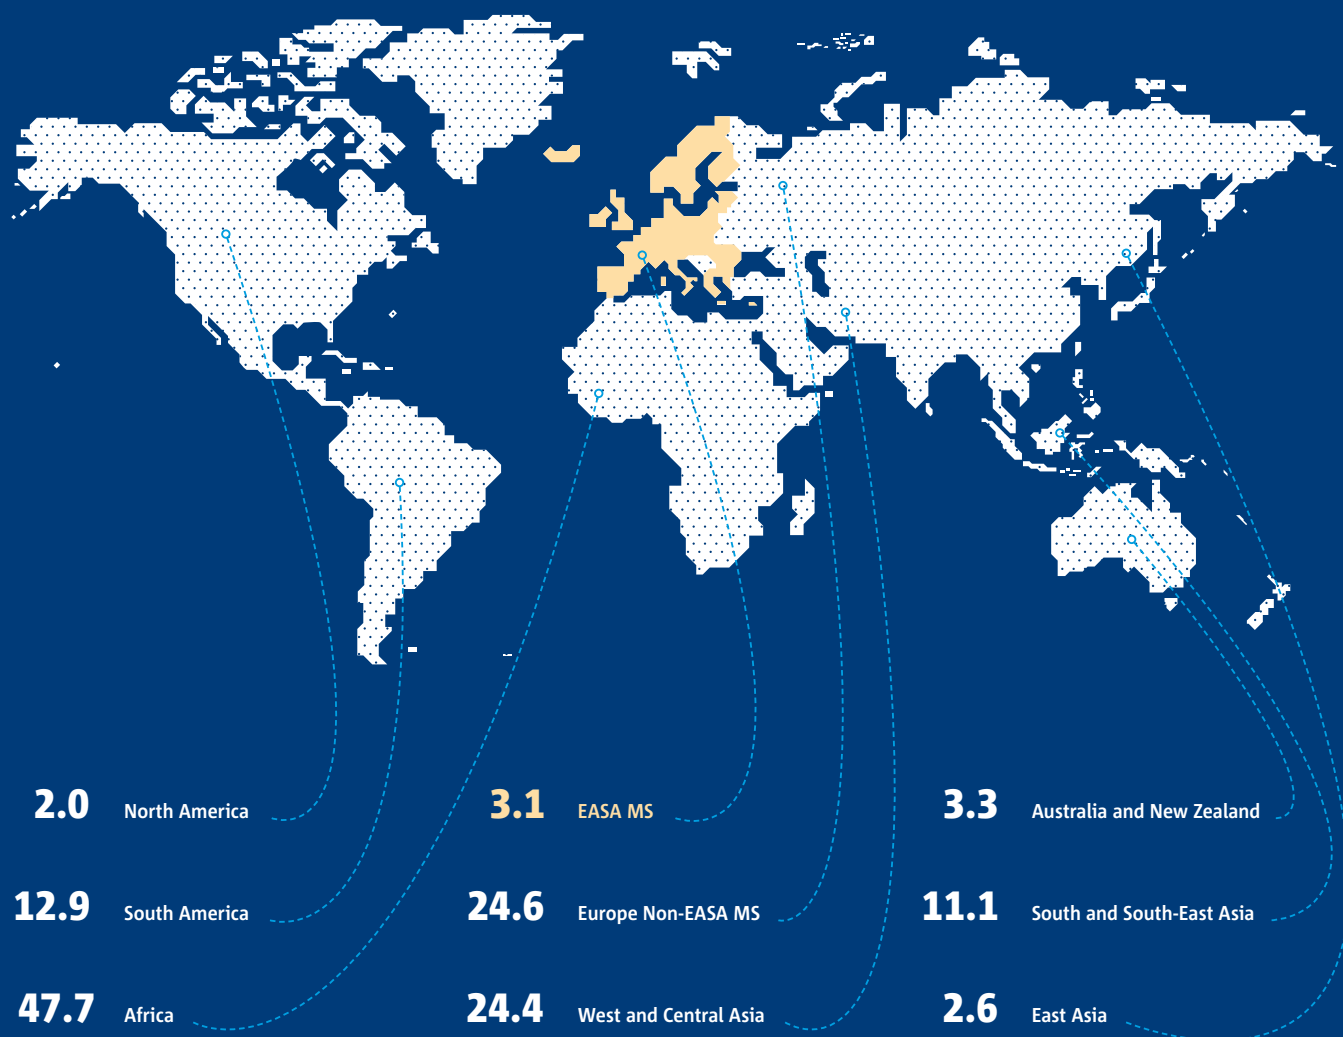 2.0 North America
3.1 EASA MS
3.3 Australia and New Zealand
12.9 South America
24.6 Europe Non-EASA MS
11.1 South and South-East Asia
47.7 Africa
24.4 West and Central Asia
2.6 East Asia